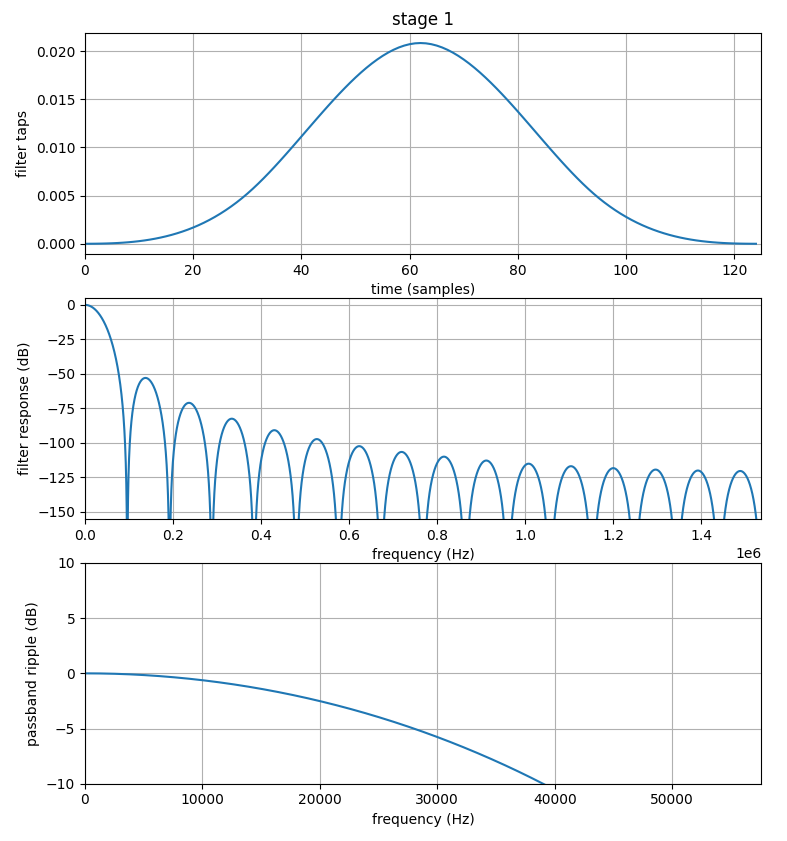 stage 1
filter taps
0.020
0.015
0.010
0.005
0.000
0 20 40 60 80 100 120
time (samples)
filter response (dB)
0
−25
−50
−75
−100
−125
−150
0.0 0.2 0.4 0.6 0.8 1.0 1.2 1.4
1e6
frequency (Hz)
passband ripple (dB)
10
5
0
−5
−10
0 10000 20000 30000 40000 50000
frequency (Hz)